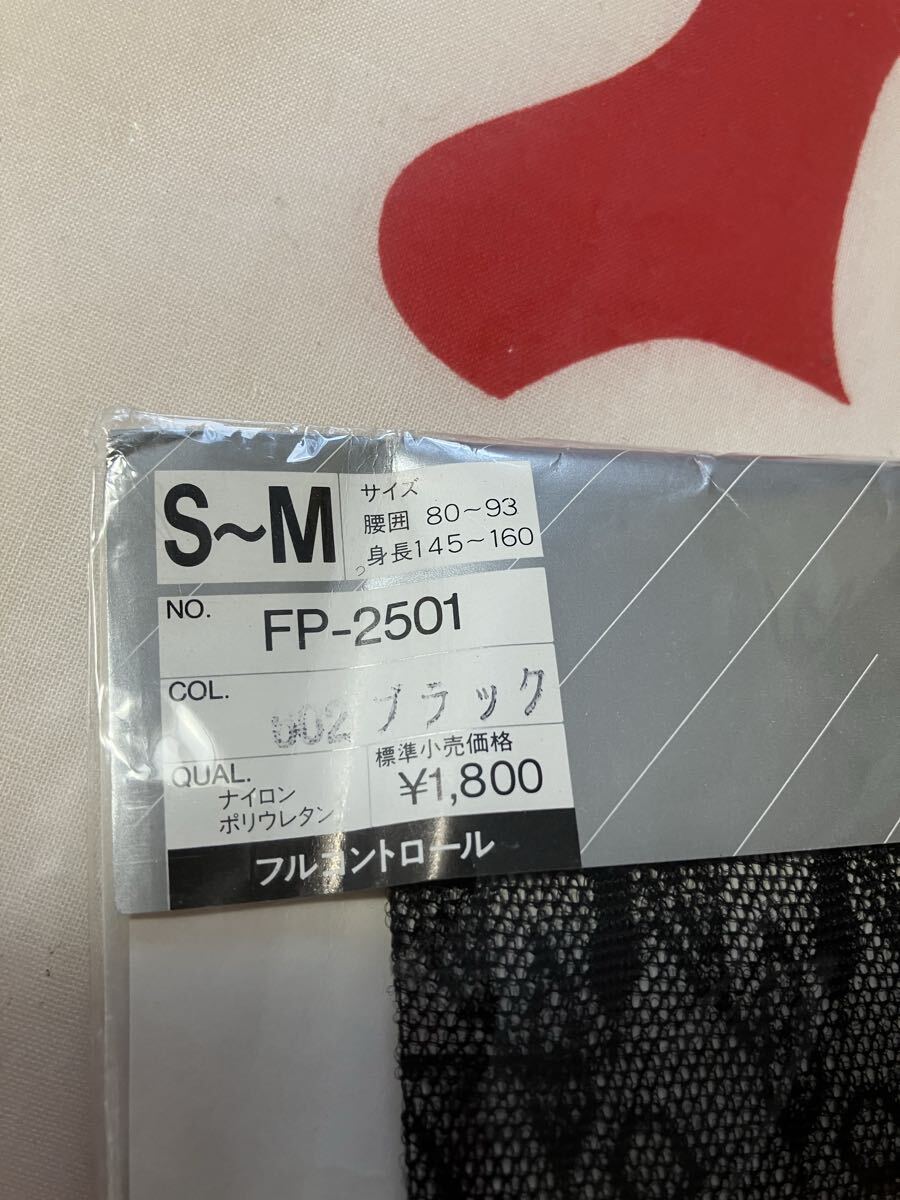 S～M
サイズ
腰囲 80～93
身長145～160
NO. FP-2501
COL. 002 ブラック
QUAL.
ナイロン
ポリウレタン
標準小売価格
¥1,800
フルコントロール